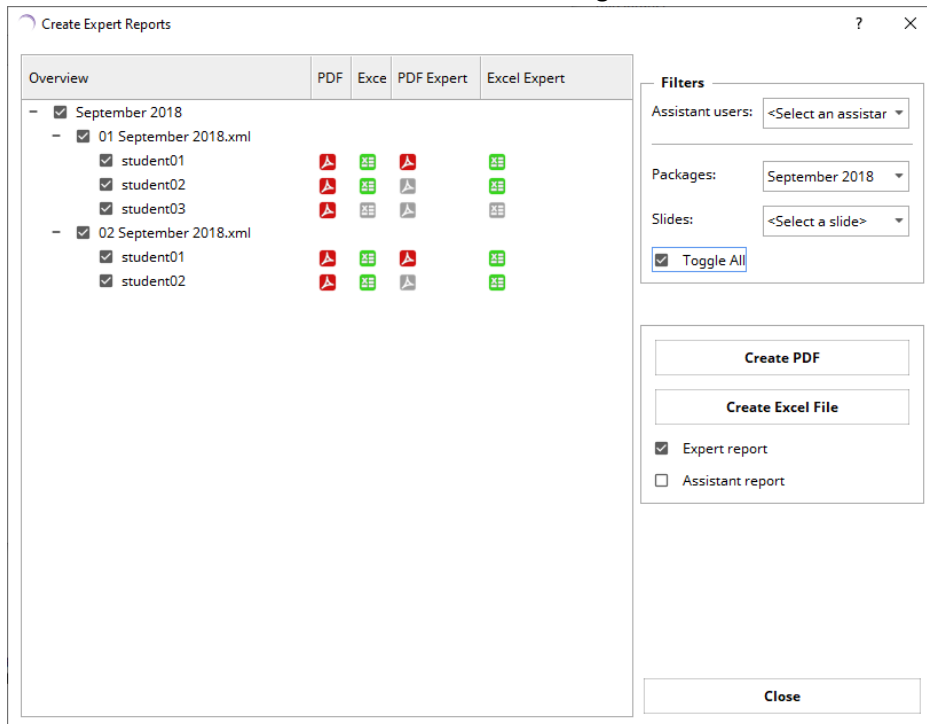 Create Expert Reports
?
Overview PDF Exce PDF Expert Excel Expert
September 2018
01 September 2018.xml
student01
student02
student03
02 September 2018.xml
student01
student02
Filters
Assistant users: <Select an assistar
Packages: September 2018
Slides: <Select a slide>
Toggle All
Create PDF
Create Excel File
Expert report
Assistant report
Close